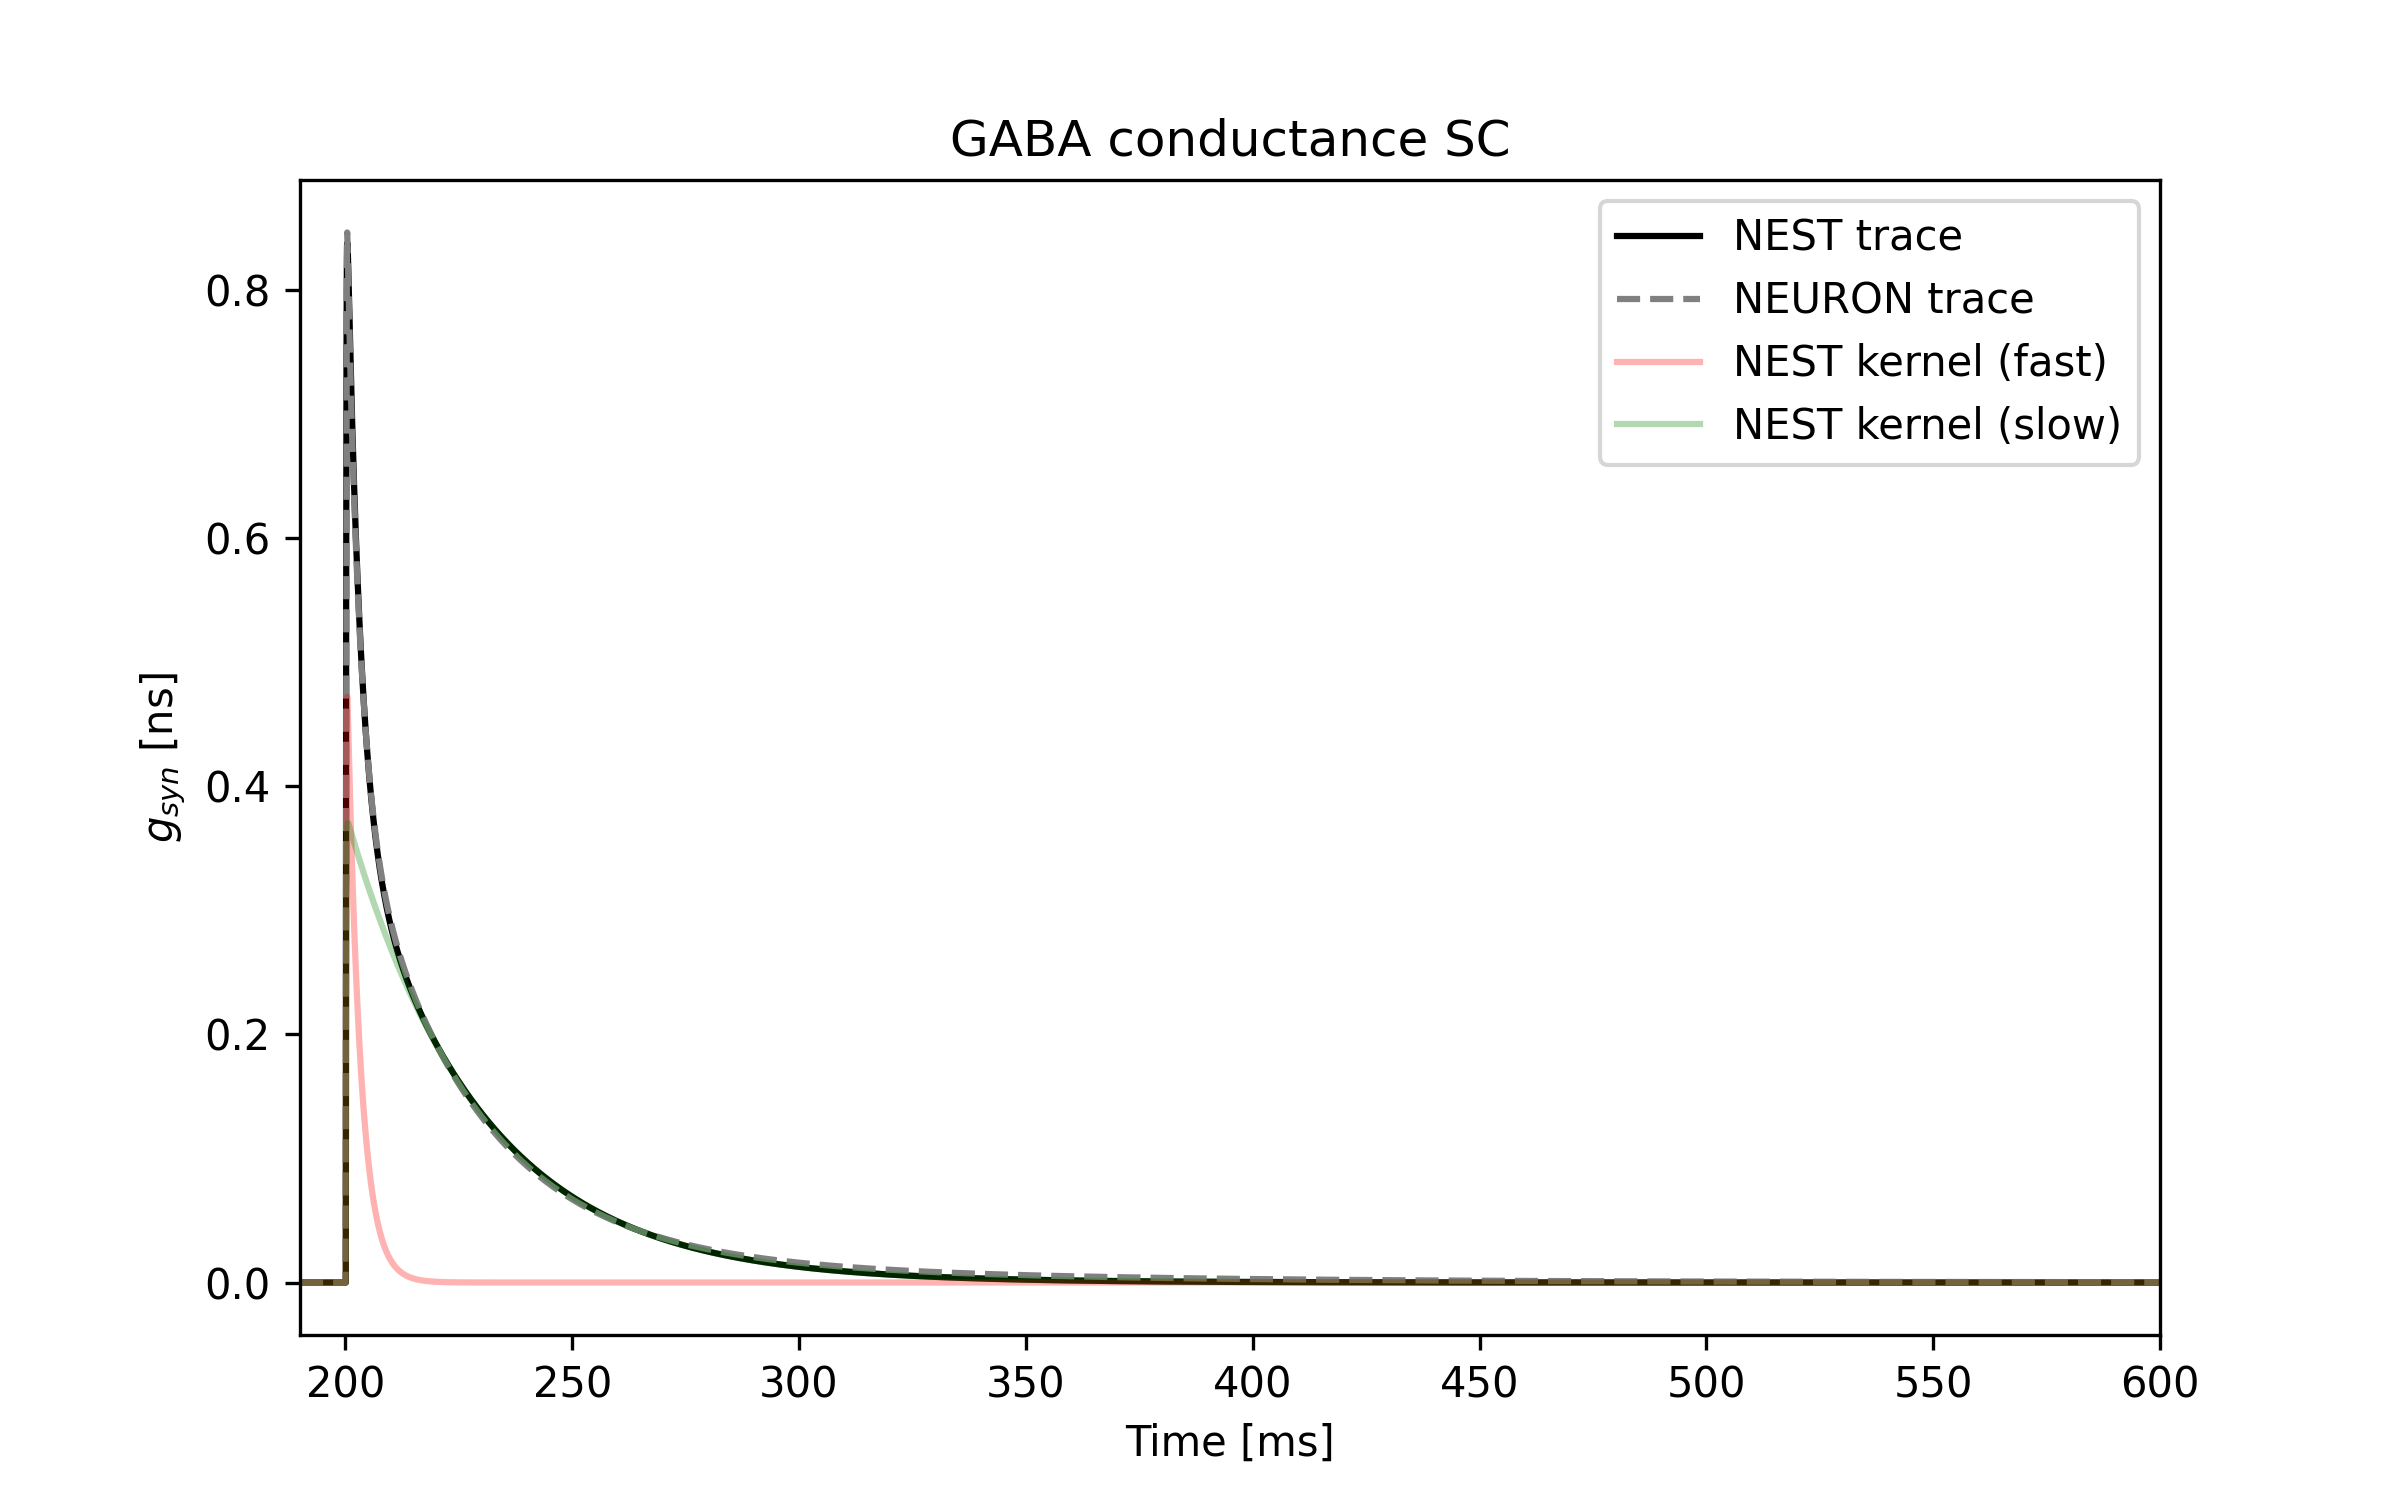 GABA conductance SC
NEST trace
NEURON trace
NEST kernel (fast)
NEST kernel (slow)
0.8
0.6
0.4
0.2
0.0
g_syn [ns]
200 250 300 350 400 450 500 550 600
Time [ms]